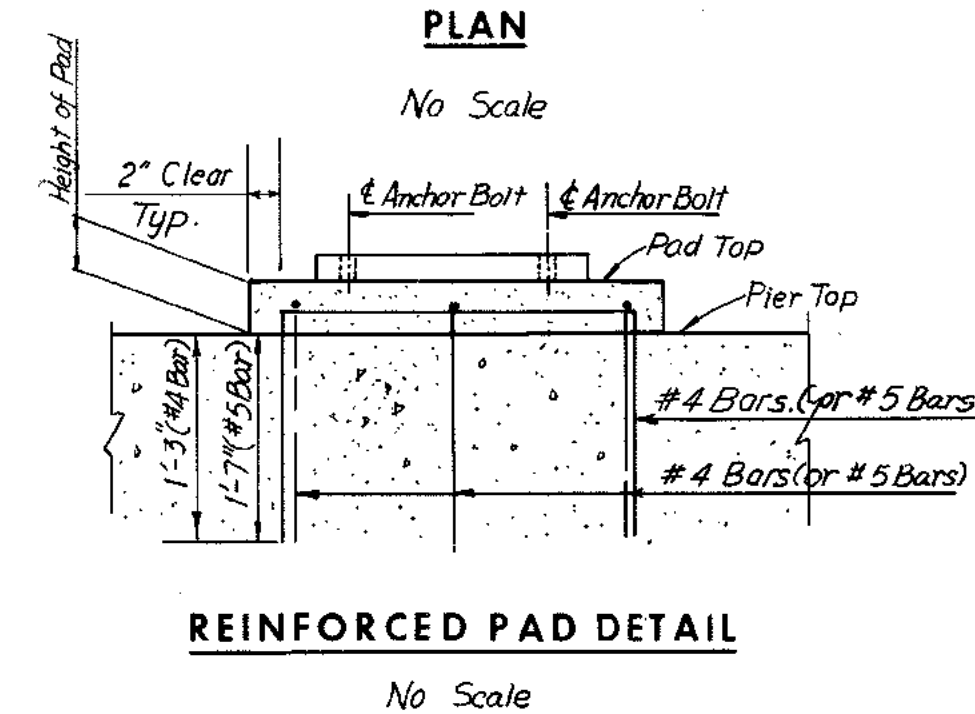 PLAN
No Scale
Height of Pad
2" Clear
Typ.
℄ Anchor Bolt
℄ Anchor Bolt
Pad Top
Pier Top
1'-3"(#4 Bar)
1'-7"(#5 Bar)
#4 Bars.(or #5 Bars
#4 Bars (or #5 Bars)
REINFORCED PAD DETAIL
No Scale